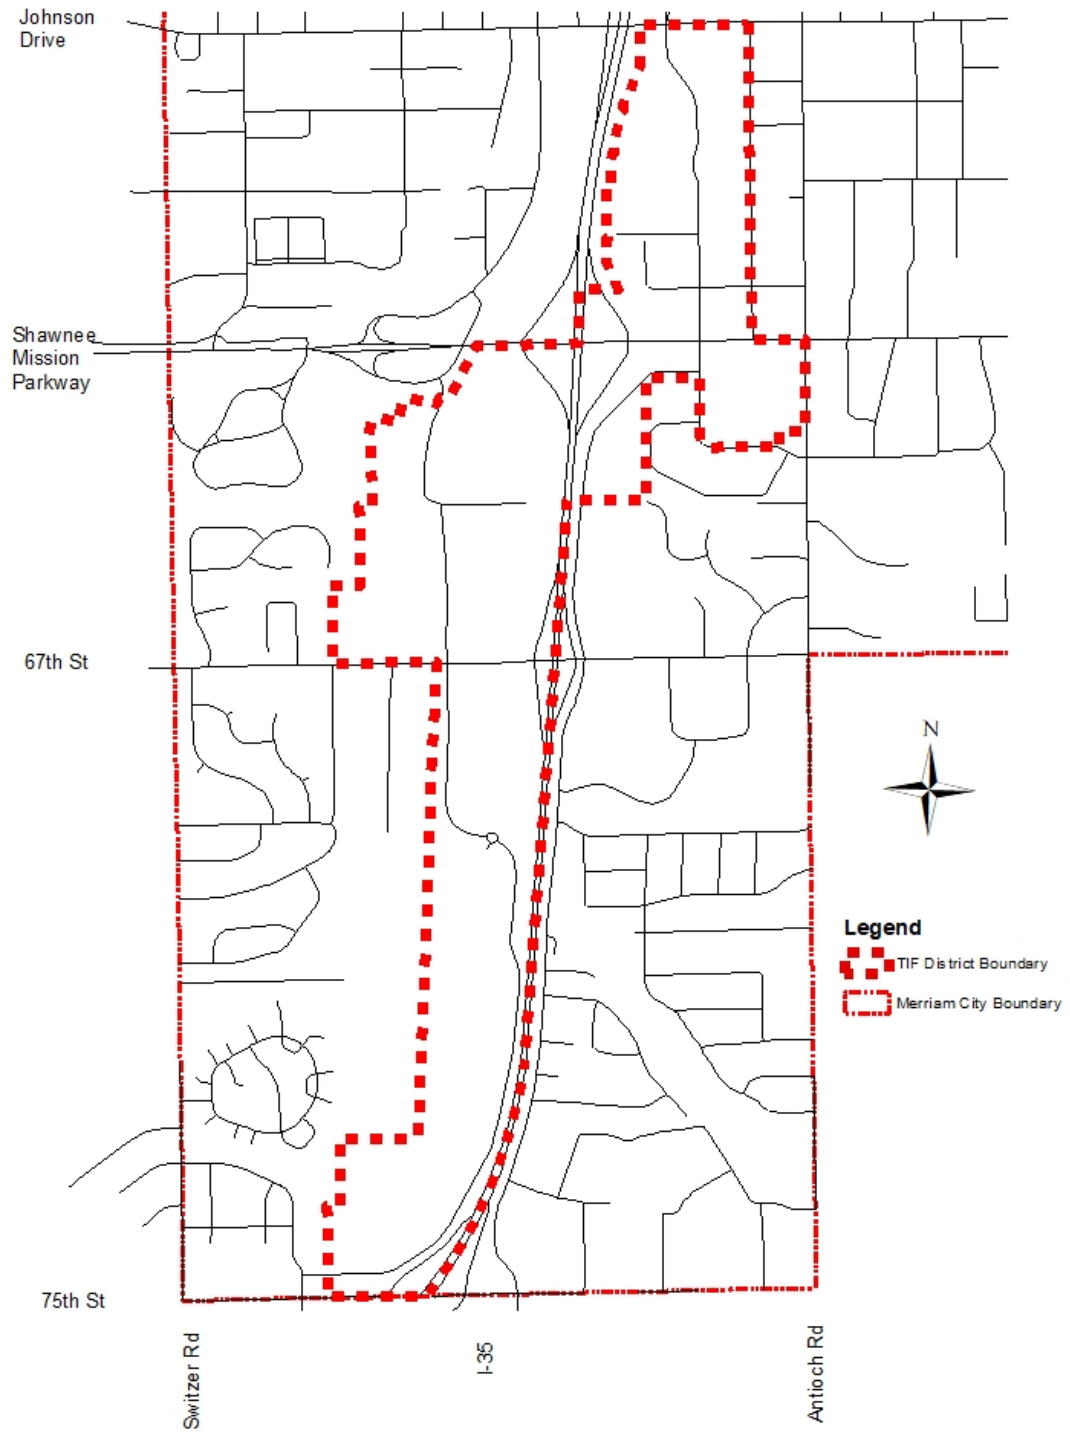 Johnson
Drive
Shawnee
Mission
Parkway
67th St
N
Legend
TIF District Boundary
Merriam City Boundary
75th St
Switzer Rd
I-35
Antioch Rd